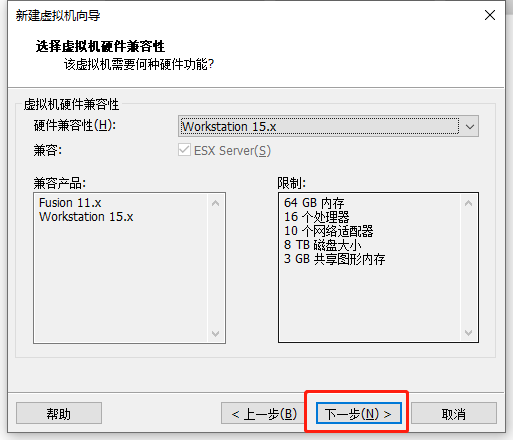 新建虚拟机向导
选择虚拟机硬件兼容性
该虚拟机需要何种硬件功能?
虚拟机硬件兼容性
硬件兼容性(H):
Workstation 15.x
兼容:
ESX Server(S)
兼容产品:
Fusion 11.x
Workstation 15.x
限制:
64 GB 内存
16 个处理器
10 个网络适配器
8 TB 磁盘大小
3 GB 共享图形内存
帮助
< 上一步(B)
下一步(N) >
取消